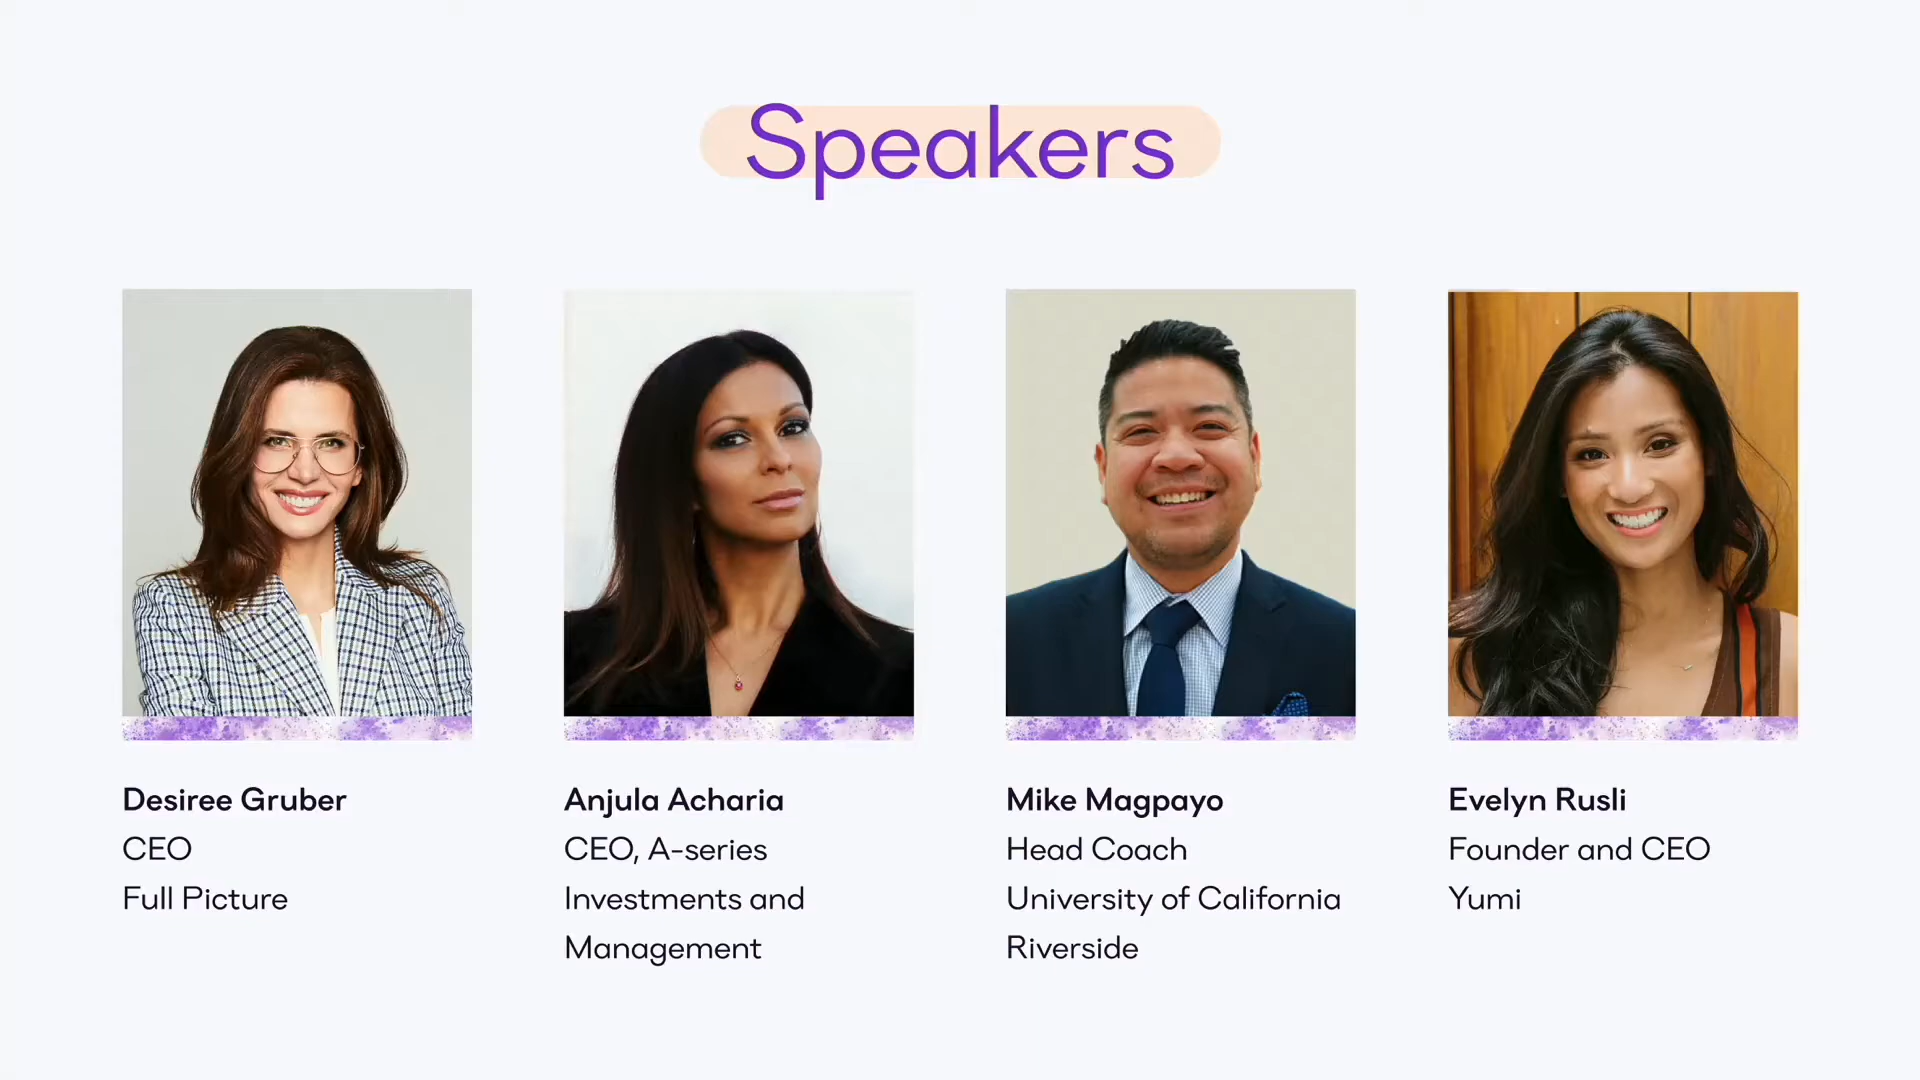 Speakers
Desiree Gruber
CEO
Full Picture
Anjula Acharia
CEO, A-series
Investments and
Management
Mike Magpayo
Head Coach
University of California
Riverside
Evelyn Rusli
Founder and CEO
Yumi